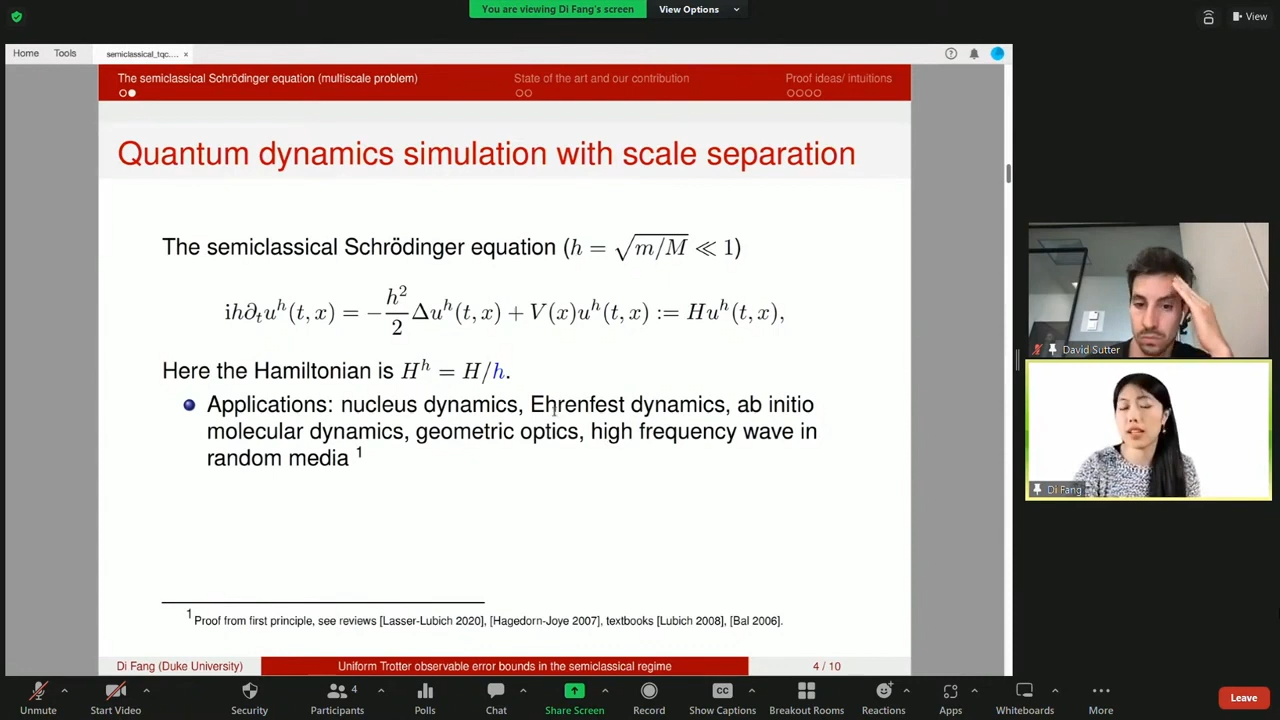 You are viewing Di Fang's screen
View Options
View
Home Tools semiclassical_tqc.... ×
The semiclassical Schrödinger equation (multiscale problem) State of the art and our contribution Proof ideas/ intuitions
Quantum dynamics simulation with scale separation
The semiclassical Schrödinger equation (h = √m/M ≪ 1)
ih∂ₜuʰ(t, x) = −h²/2 Δuʰ(t, x) + V(x)uʰ(t, x) := Huʰ(t, x),
Here the Hamiltonian is Hʰ = H/h.
Applications: nucleus dynamics, Ehrenfest dynamics, ab initio
molecular dynamics, geometric optics, high frequency wave in
random media ¹
¹Proof from first principle, see reviews [Lasser-Lubich 2020], [Hagedorn-Joye 2007], textbooks [Lubich 2008], [Bal 2006].
Di Fang (Duke University) Uniform Trotter observable error bounds in the semiclassical regime 4 / 10
David Sutter
Di Fang
Unmute Start Video Security Participants 4 Polls Chat Share Screen Record CC Show Captions Breakout Rooms Reactions Apps Whiteboards More Leave